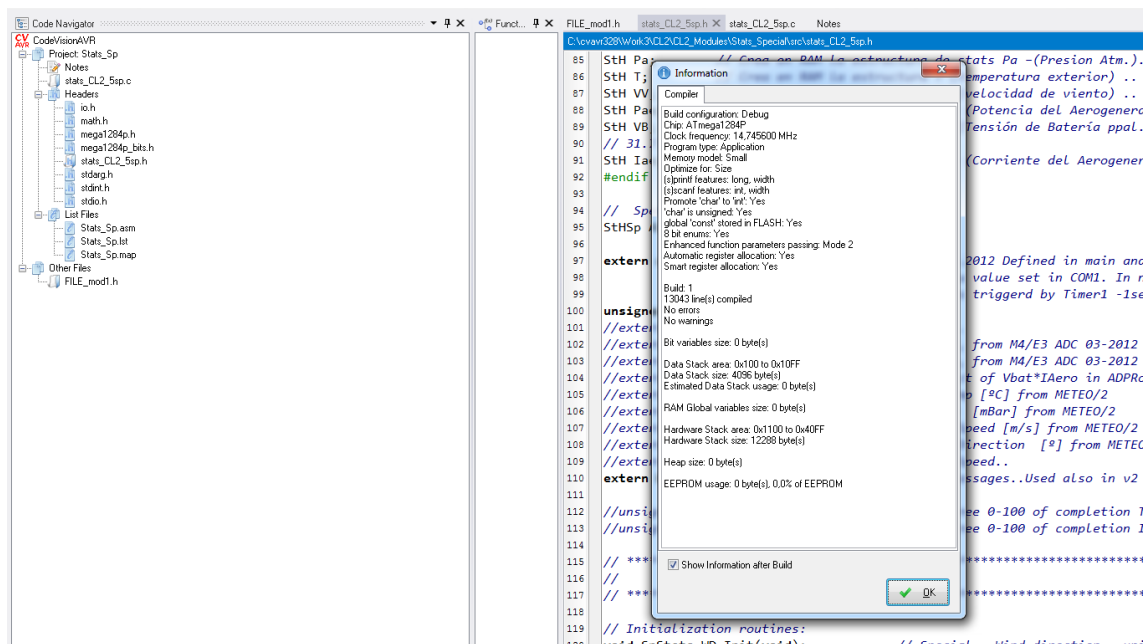 Code Navigator
Funct...
FILE_mod1.h
stats_CL2_5sp.h
stats_CL2_5sp.c
Notes
CodeVisionAVR
Project: Stats_Sp
Notes
stats_CL2_5sp.c
Headers
io.h
math.h
mega1284p.h
mega1284p_bits.h
stats_CL2_5sp.h
stdarg.h
stdint.h
stdio.h
List Files
Stats_Sp.asm
Stats_Sp.lst
Stats_Sp.map
Other Files
FILE_mod1.h
C:\cvavr328\Work3\CL2\CL2_Modules\Stats_Special\src\stats_CL2_5sp.h
85 StH Pa; // Crea en RAM la estructura de stats Pa -(Presion Atm.).
86 StH T; // Crea en RAM la estructura emperatura exterior) ..
87 StH VV velocidad de viento) ..
88 StH Pae (Potencia del Aerogenera
89 StH VB Tensión de Batería ppal.
90 // 31.
91 StH Iae (Corriente del Aerogener
92 #endif
93
94 // Sp
95 StHSp
96
97 extern 2012 Defined in main and
98 value set in COM1. In n
99 triggerd by Timer1 -1se
100 unsign
101 //exte
102 //exte from M4/E3 ADC 03-2012
103 //exte from M4/E3 ADC 03-2012
104 //exte t of Vbat*IAero in ADPRo
105 //exte p [ºC] from METEO/2
106 //exte [mBar] from METEO/2
107 //exte peed [m/s] from METEO/2
108 //exte irection [º] from METEO
109 //exte peed..
110 extern ssages..Used also in v2
111
112 //unsig ee 0-100 of completion T
113 //unsig ee 0-100 of completion I
114
115 // *** ************************
116 //
117 // *** ************************
118
119 // Initialization routines:
Information
Compiler
Build configuration: Debug
Chip: ATmega1284P
Clock frequency: 14,745600 MHz
Program type: Application
Memory model: Small
Optimize for: Size
(s)printf features: long, width
(s)scanf features: int, width
Promote 'char' to 'int': Yes
'char' is unsigned: Yes
global 'const' stored in FLASH: Yes
8 bit enums: Yes
Enhanced function parameters passing: Mode 2
Automatic register allocation: Yes
Smart register allocation: Yes
Build: 1
13043 line(s) compiled
No errors
No warnings
Bit variables size: 0 byte(s)
Data Stack area: 0x100 to 0x10FF
Data Stack size: 4096 byte(s)
Estimated Data Stack usage: 0 byte(s)
RAM Global variables size: 0 byte(s)
Hardware Stack area: 0x1100 to 0x40FF
Hardware Stack size: 12288 byte(s)
Heap size: 0 byte(s)
EEPROM usage: 0 byte(s), 0,0% of EEPROM
Show Information after Build
OK